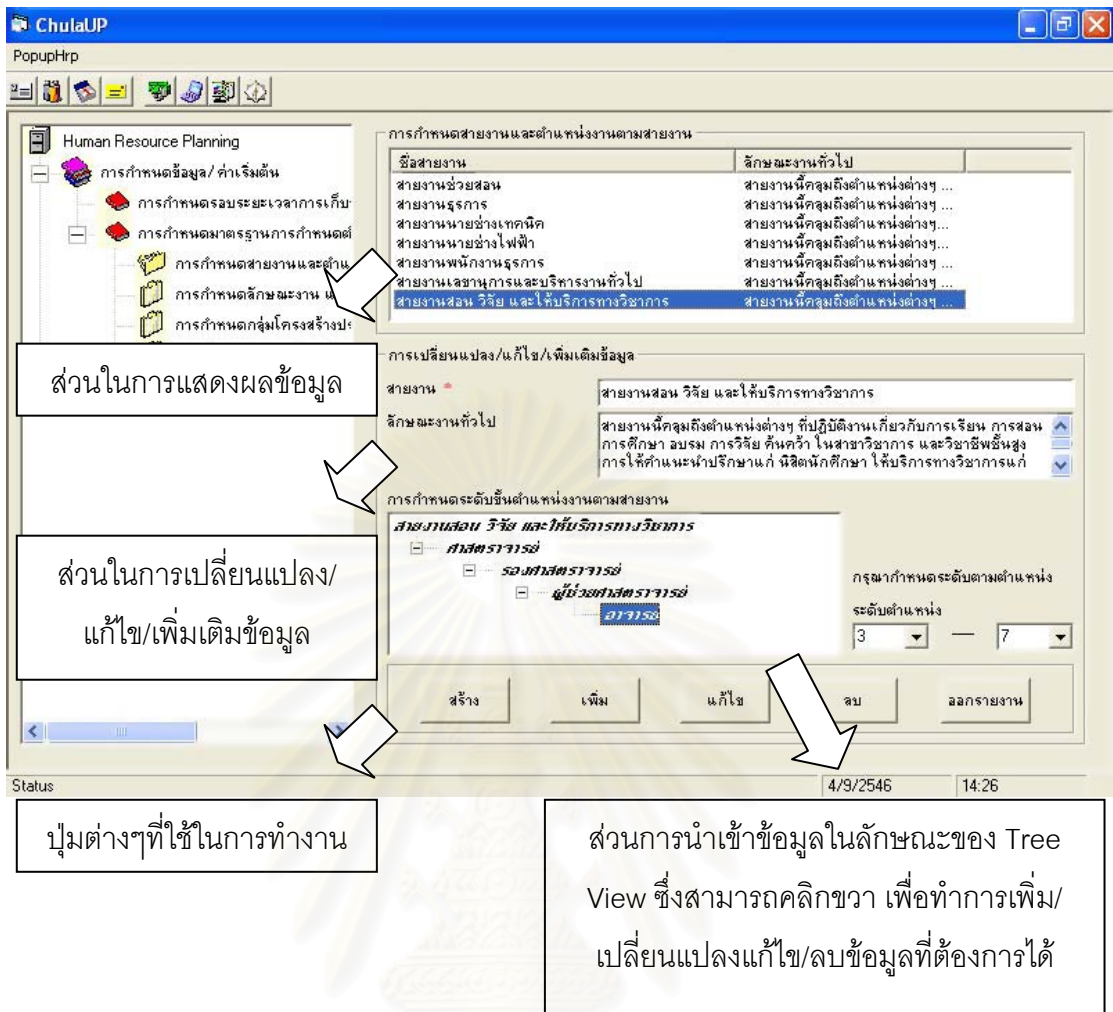 ChulaUP
PopupHrp
Human Resource Planning
การกำหนดข้อมูล/ ค่าเริ่มต้น
การกำหนดรอบระยะเวลาการเก็บ
การกำหนดมาตรฐานการกำหนดตํ
การกำหนดสายงานและตำแ
การกำหนดลักษณะงาน
การกำหนดกลุ่มโครงสร้าง
การกำหนดสายงานและตำแหน่งงานตามสายงาน
ชื่อสายงาน ลักษณะงานทั่วไป
สายงานช่วยสอน สายงานนี้คลุมถึงตำแหน่งต่างๆ ...
สายงานธุรการ สายงานนี้คลุมถึงตำแหน่งต่างๆ ...
สายงานนายช่างเทคนิค สายงานนี้คลุมถึงตำแหน่งต่างๆ...
สายงานนายช่างไฟฟ้า สายงานนี้คลุมถึงตำแหน่งต่างๆ...
สายงานพนักงานธุรการ สายงานนี้คลุมถึงตำแหน่งต่างๆ ...
สายงานเลขานุการและบริหารงานทั่วไป สายงานนี้คลุมถึงตำแหน่งต่างๆ ...
สายงานสอน วิจัย และให้บริการทางวิชาการ สายงานนี้คลุมถึงตำแหน่งต่างๆ ...
ส่วนในการแสดงผลข้อมูล
การเปลี่ยนแปลง/แก้ไข/เพิ่มเติมข้อมูล
สายงาน * สายงานสอน วิจัย และให้บริการทางวิชาการ
ลักษณะงานทั่วไป สายงานนี้คลุมถึงตำแหน่งต่างๆ ที่ปฏิบัติงานเกี่ยวกับการเรียน การสอน
การศึกษา อบรม การวิจัย ค้นคว้า ในสาขาวิชาการ และวิชาชีพชั้นสูง
การให้คำแนะนำปรึกษาแก่ นิสิตนักศึกษา ให้บริการทางวิชาการแก่
การกำหนดระดับขั้นตำแหน่งงานตามสายงาน
สายงานสอน วิจัย และให้บริการทางวิชาการ
ศาสตราจารย์
รองศาสตราจารย์
ผู้ช่วยศาสตราจารย์
อาจารย์
กรุณากำหนดระดับตามตำแหน่ง
ระดับตำแหน่ง
3 — 7
ส่วนในการเปลี่ยนแปลง/
แก้ไข/เพิ่มเติมข้อมูล
สร้าง เพิ่ม แก้ไข ลบ ออกรายงาน
Status 4/9/2546 14:26
ปุ่มต่างๆที่ใช้ในการทำงาน
ส่วนการนำเข้าข้อมูลในลักษณะของ Tree
View ซึ่งสามารถคลิกขวา เพื่อทำการเพิ่ม/
เปลี่ยนแปลงแก้ไข/ลบข้อมูลที่ต้องการได้